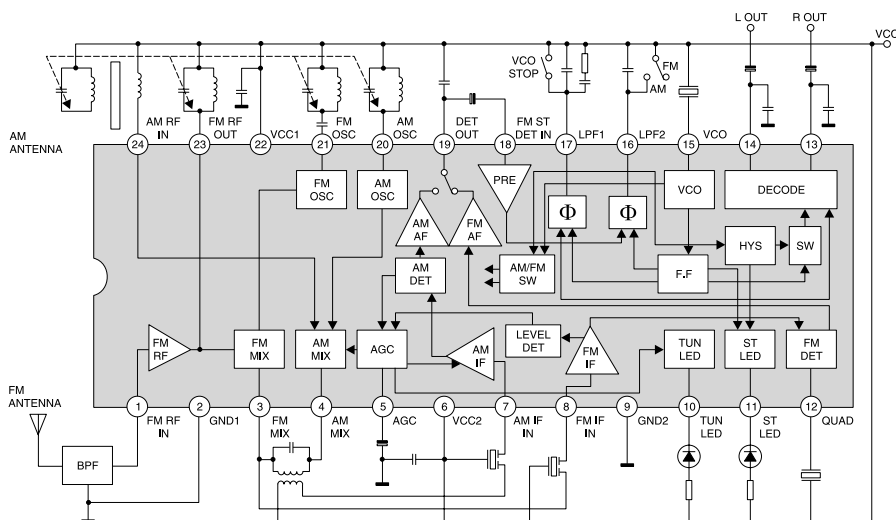 L OUT
R OUT
VCC
VCO
STOP
FM
AM
AM
ANTENNA
AM RF
IN
FM RF
OUT
VCC1
FM
OSC
AM
OSC
DET
OUT
FM ST
DET IN
LPF1
LPF2
VCO
24
23
22
21
20
19
18
17
16
15
14
13
FM
OSC
AM
OSC
PRE
Φ
Φ
VCO
DECODE
AM
AF
FM
AF
HYS
SW
AM
DET
AM/FM
SW
F.F
FM
RF
FM
MIX
AM
MIX
AGC
AM
IF
LEVEL
DET
FM
IF
TUN
LED
ST
LED
FM
DET
FM
ANTENNA
1
2
3
4
5
6
7
8
9
10
11
12
FM RF
IN
GND1
FM
MIX
AM
MIX
AGC
VCC2
AM IF
IN
FM IF
IN
GND2
TUN
LED
ST
LED
QUAD
BPF